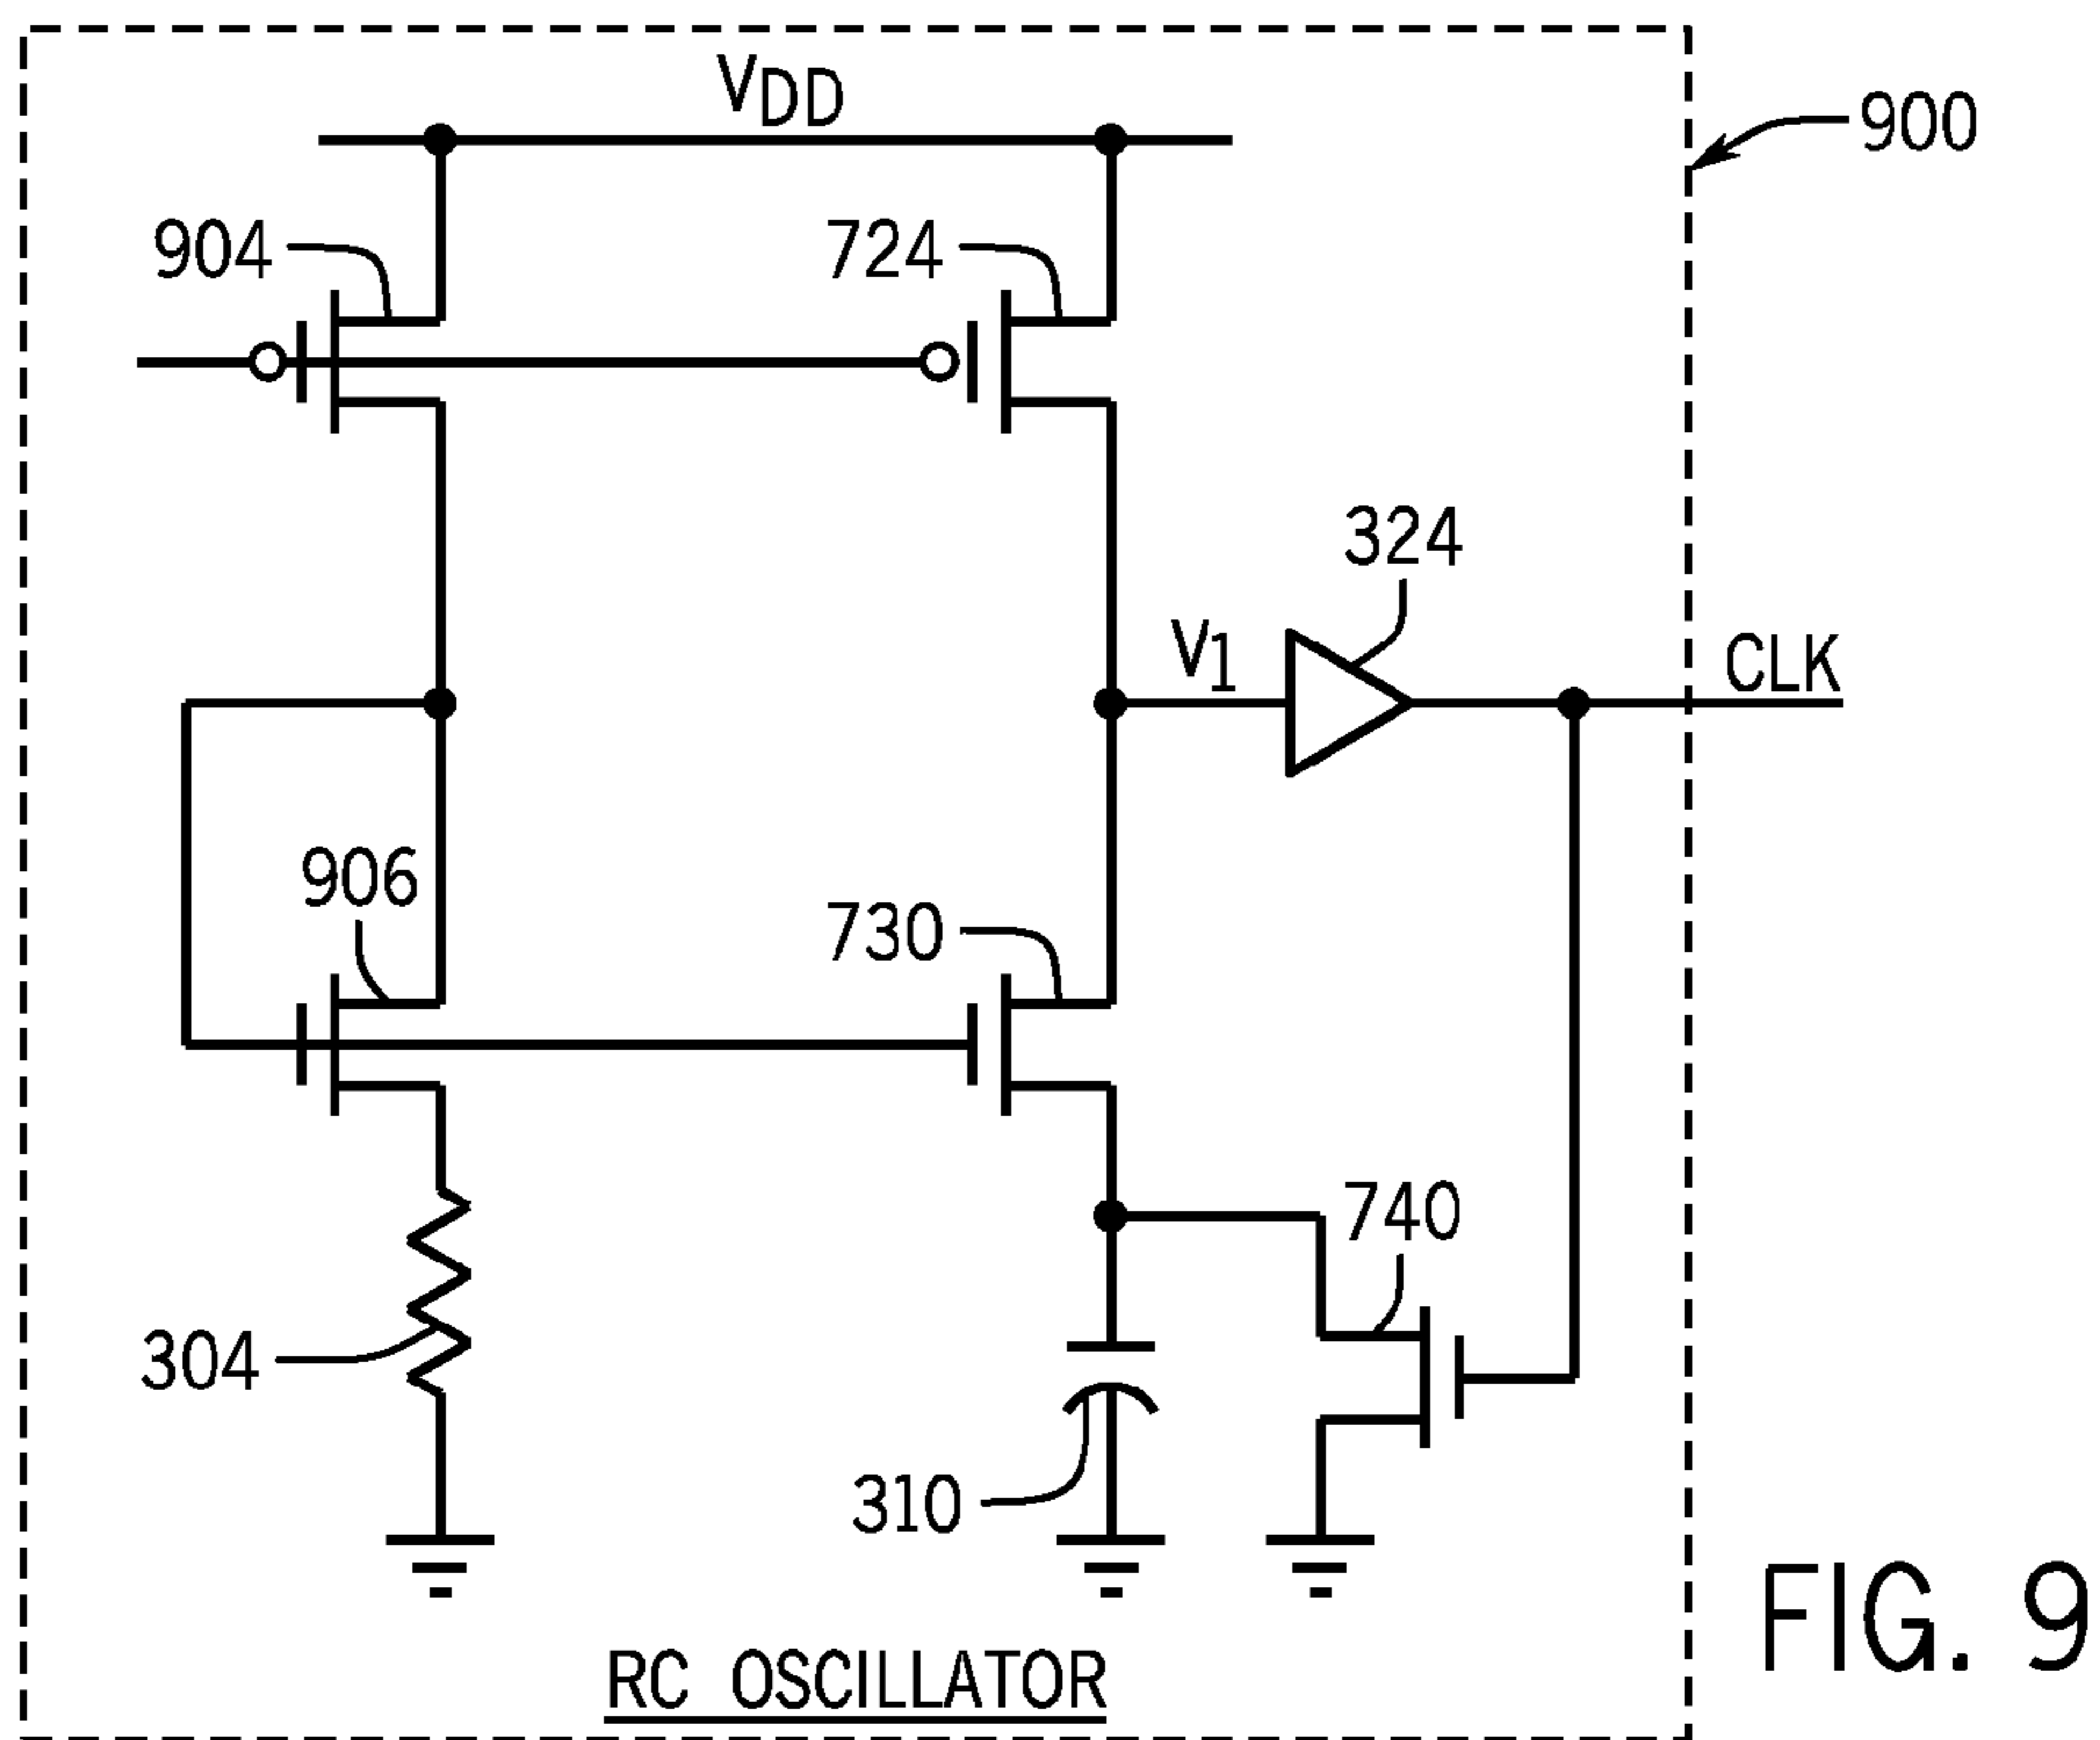 VDD
900
904
724
324
V1
CLK
906
730
740
304
310
FIG. 9
RC OSCILLATOR